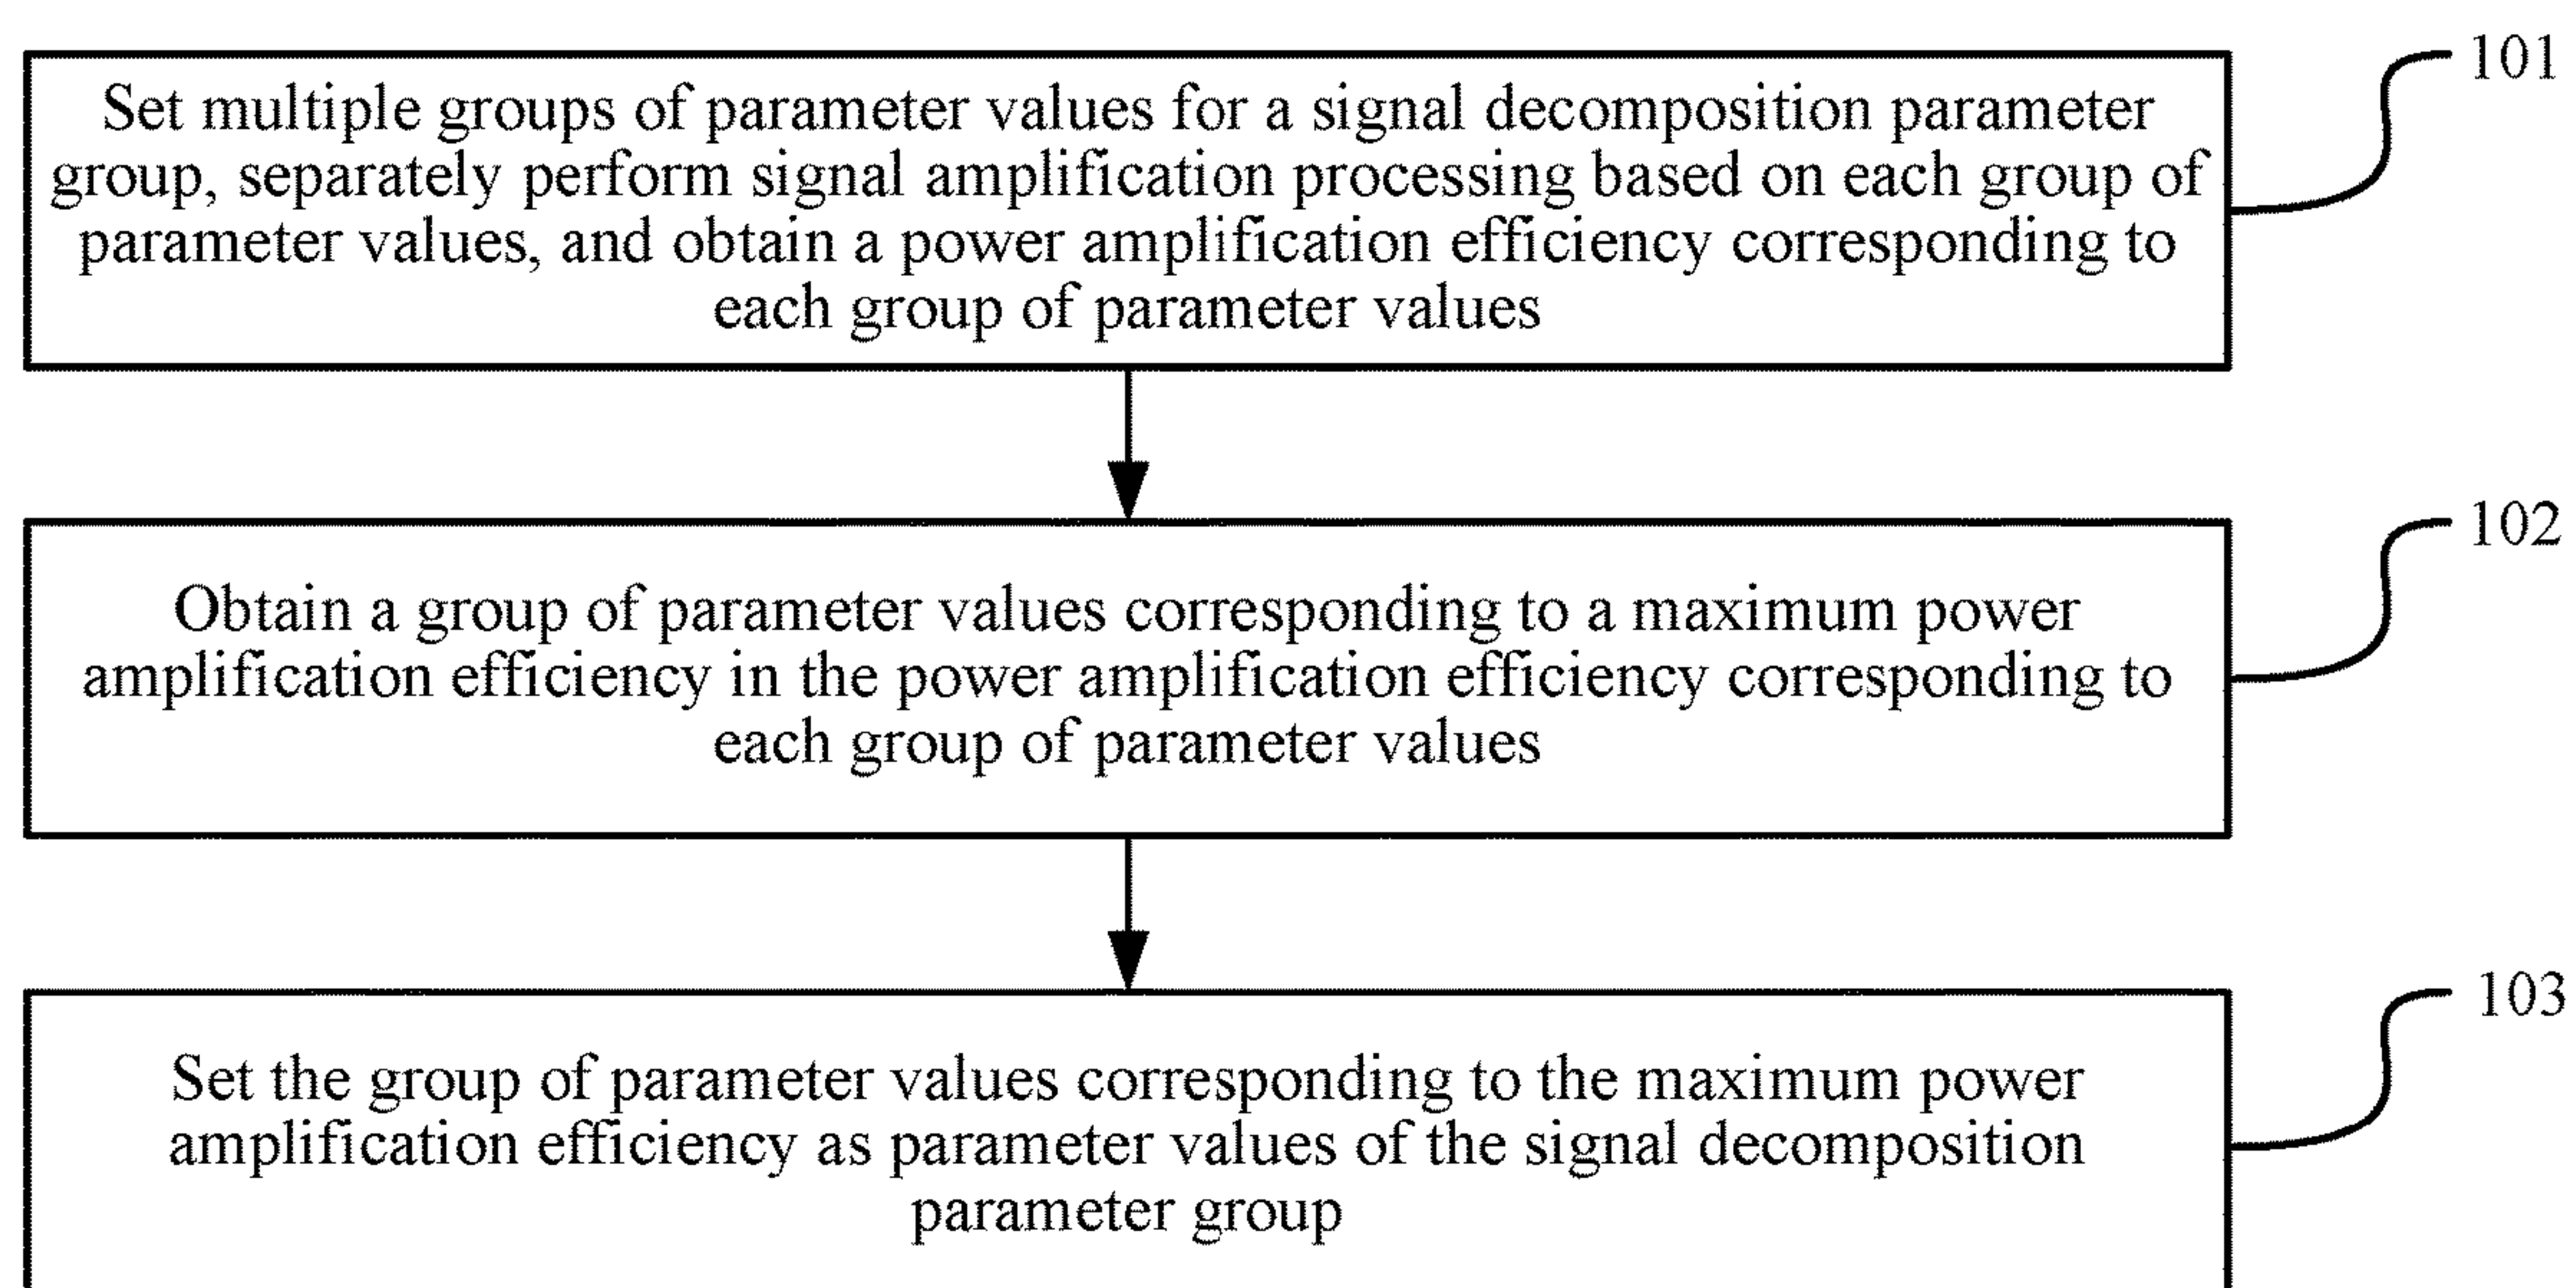 101
Set multiple groups of parameter values for a signal decomposition parameter
group, separately perform signal amplification processing based on each group of
parameter values, and obtain a power amplification efficiency corresponding to
each group of parameter values
102
Obtain a group of parameter values corresponding to a maximum power
amplification efficiency in the power amplification efficiency corresponding to
each group of parameter values
103
Set the group of parameter values corresponding to the maximum power
amplification efficiency as parameter values of the signal decomposition
parameter group